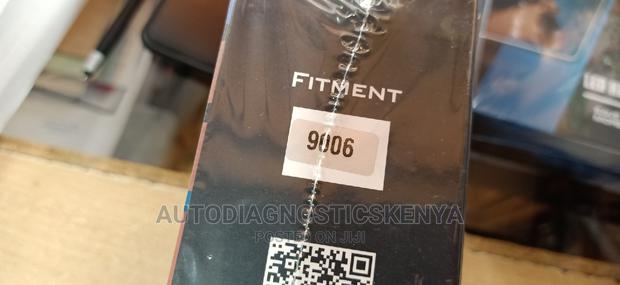 FITMENT
9006
AUTODIAGNOSTICSKENYA
POSTED ON JIJI